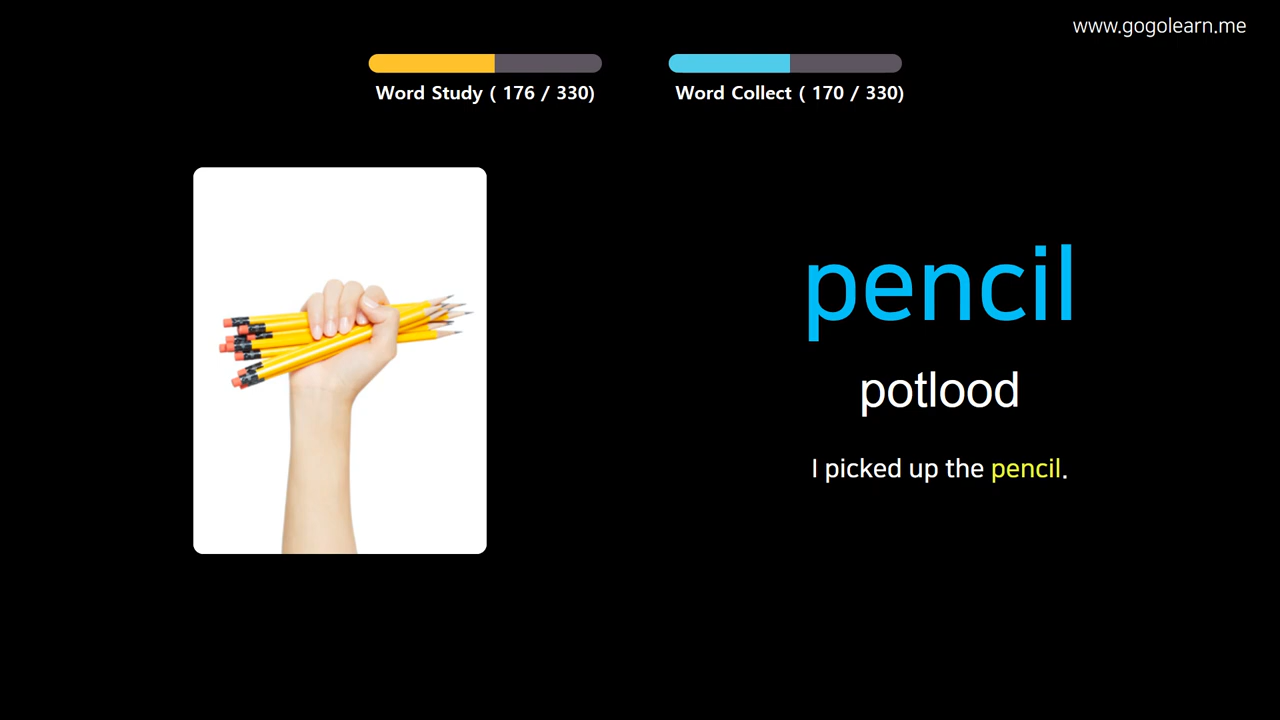 www.gogolearn.me
Word Study ( 176 / 330)
Word Collect ( 170 / 330)
pencil
potlood
I picked up the pencil.